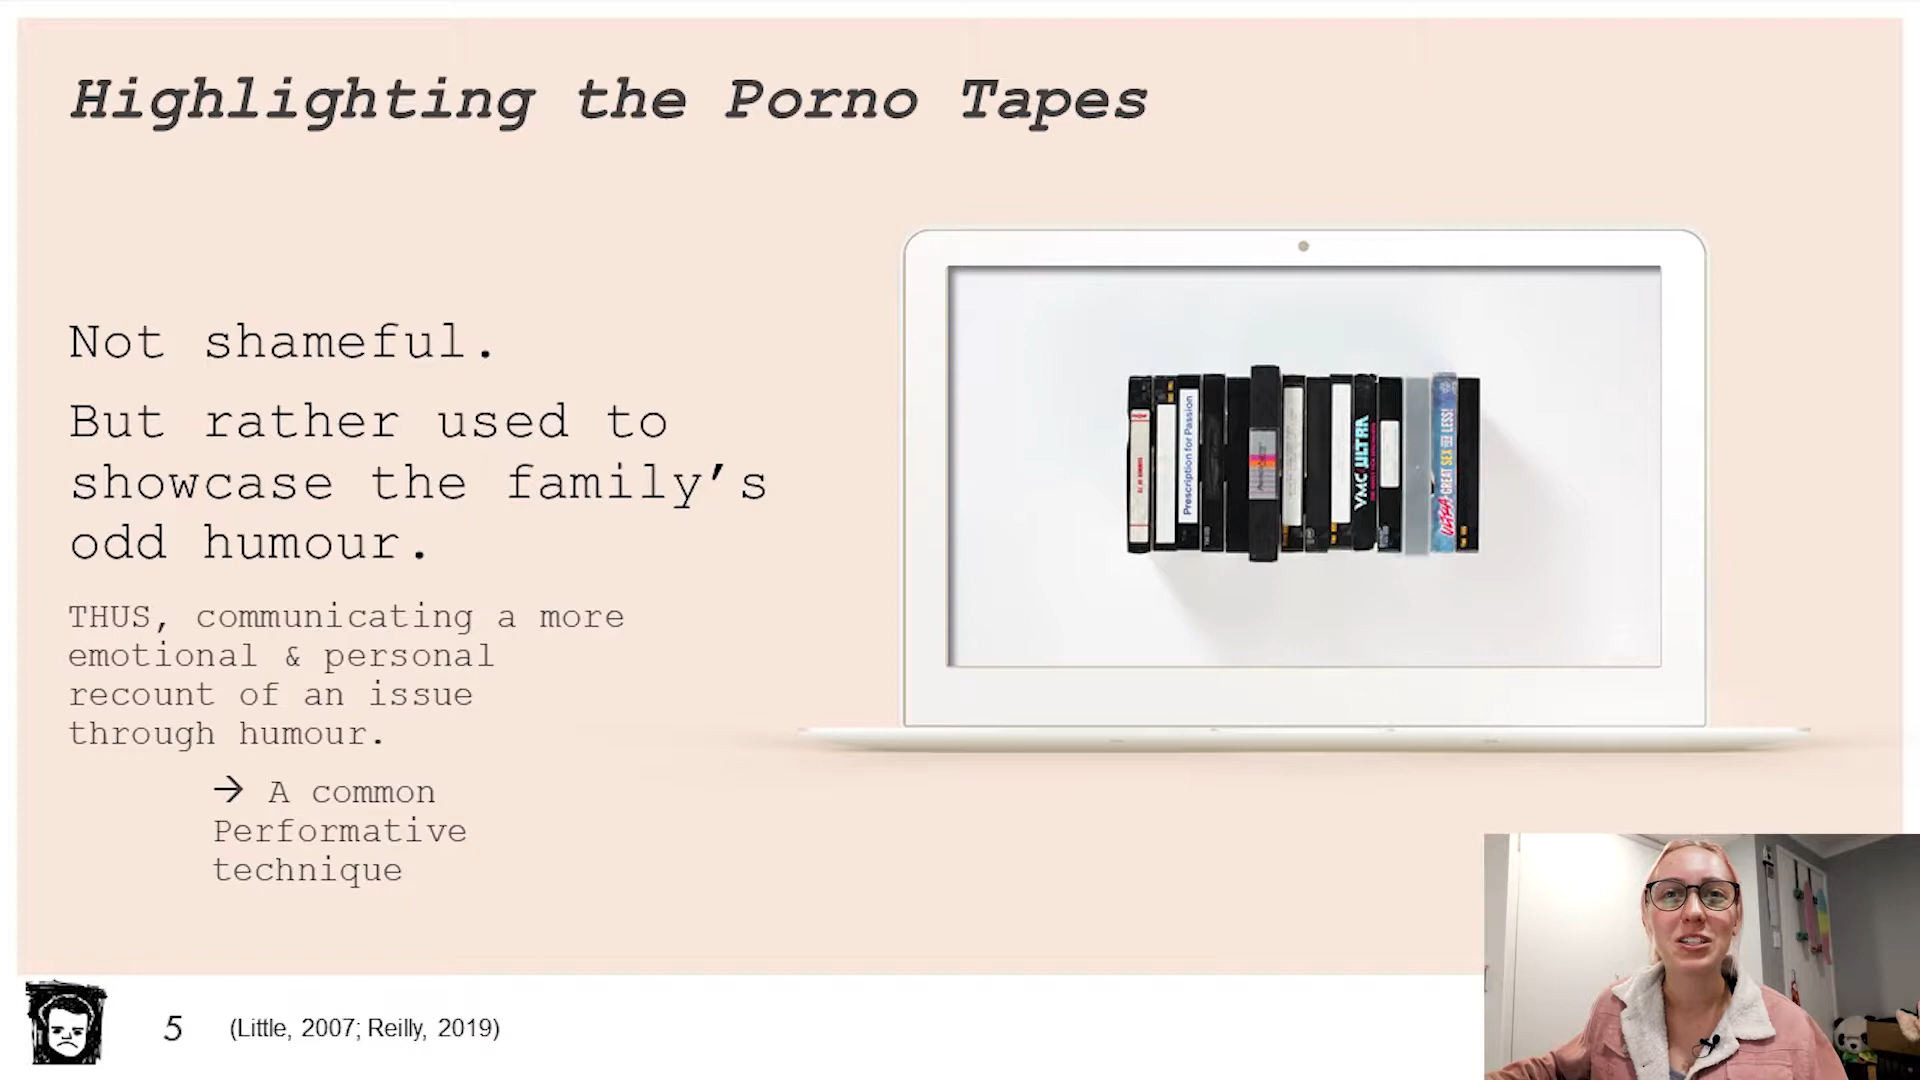 Highlighting the Porno Tapes
Not shameful.
But rather used to
showcase the family’s
odd humour.
THUS, communicating a more
emotional & personal
recount of an issue
through humour.
→ A common
Performative
technique
Prescription for Passion
VMC ULTRA
ULTRA GREAT SEX FOR LESS!
5
(Little, 2007; Reilly, 2019)